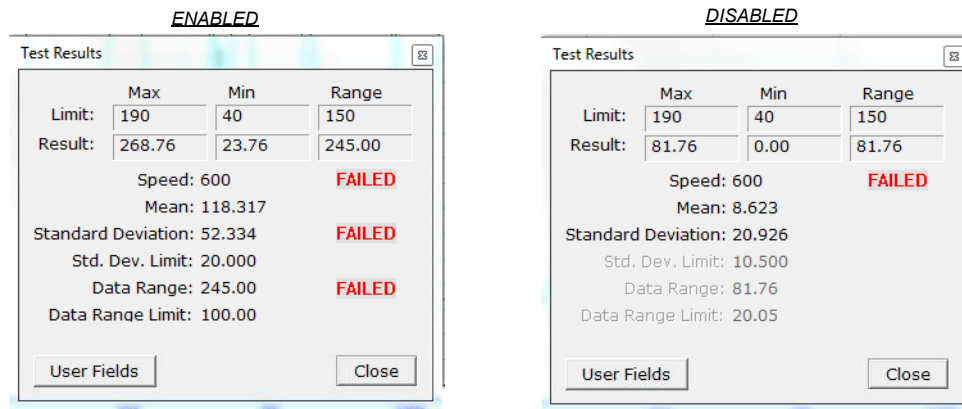 ENABLED
Test Results
Max Min Range
Limit: 190 40 150
Result: 268.76 23.76 245.00
Speed: 600 FAILED
Mean: 118.317
Standard Deviation: 52.334 FAILED
Std. Dev. Limit: 20.000
Data Range: 245.00 FAILED
Data Range Limit: 100.00
User Fields Close
DISABLED
Test Results
Max Min Range
Limit: 190 40 150
Result: 81.76 0.00 81.76
Speed: 600 FAILED
Mean: 8.623
Standard Deviation: 20.926
Std. Dev. Limit: 10.500
Data Range: 81.76
Data Range Limit: 20.05
User Fields Close